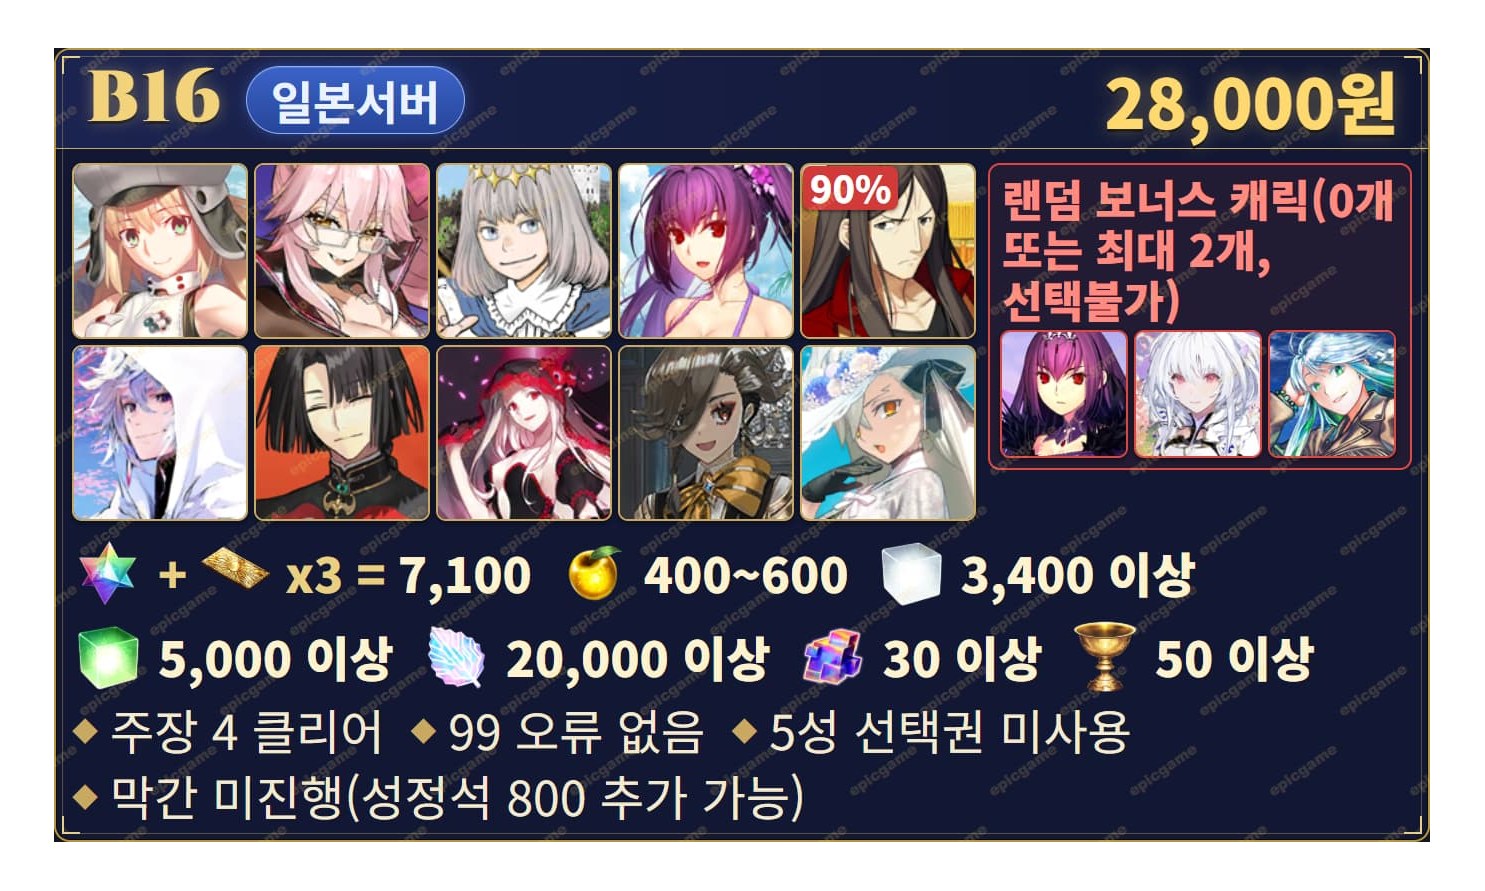 B16 일본서버 28,000원
90%
랜덤 보너스 캐릭(0개
또는 최대 2개,
선택불가)
+ x3 = 7,100 400~600 3,400 이상
5,000 이상 20,000 이상 30 이상 50 이상
◆ 주장 4 클리어 ◆ 99 오류 없음 ◆ 5성 선택권 미사용
◆ 막간 미진행(성정석 800 추가 가능)
epicgame